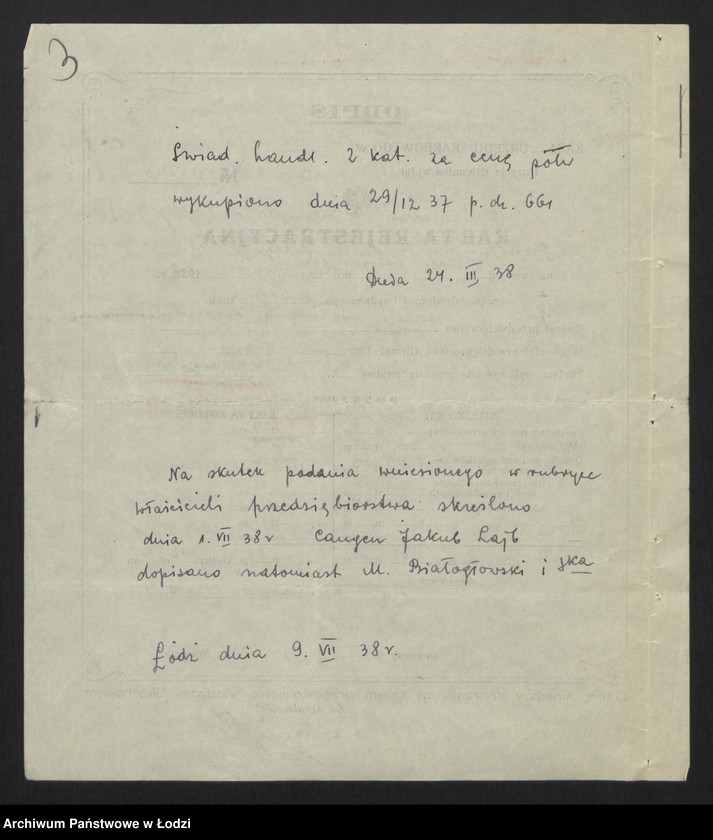 3
Świad. handl. 2 kat. za cenę półr
wykupiono dnia 29/12 37 p. dz. 661
Dnia 24. III 38
Na skutek podania wniesionego w rubryce
właścicieli przedsiębiorstwa skreślono
dnia 1. VII 38 r Jakub Lajb
dopisano natomiast M. Białogłowski i Ska
Łódź dnia 9. VII 38 r.
Archiwum Państwowe w Łodzi